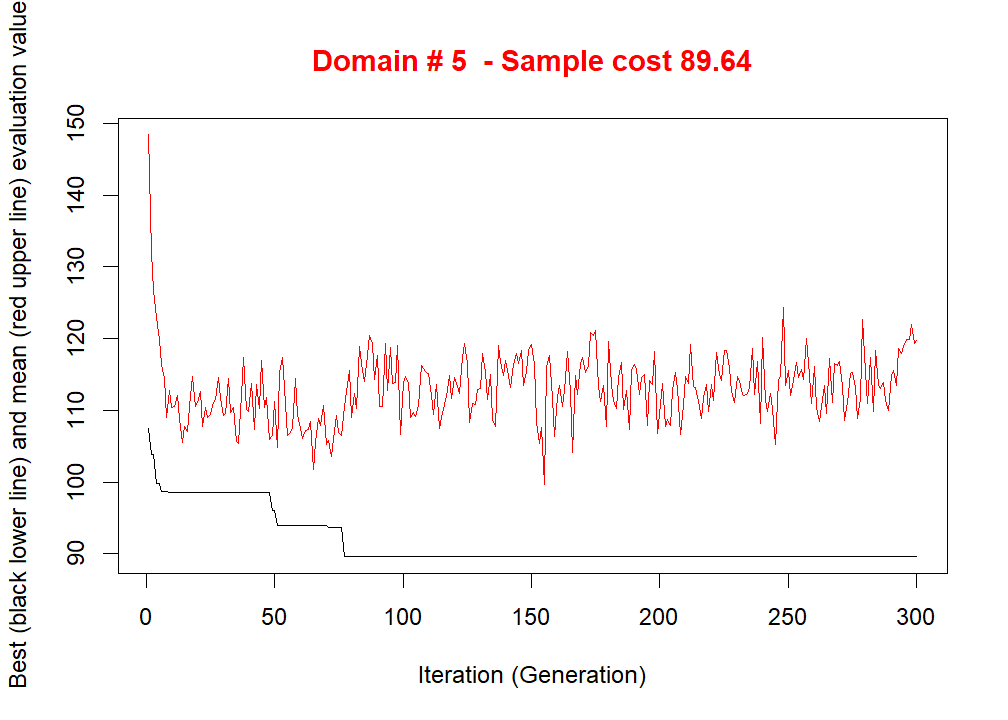 Domain # 5  - Sample cost 89.64
Best (black lower line) and mean (red upper line) evaluation value
150
140
130
120
110
100
90
0 50 100 150 200 250 300
Iteration (Generation)